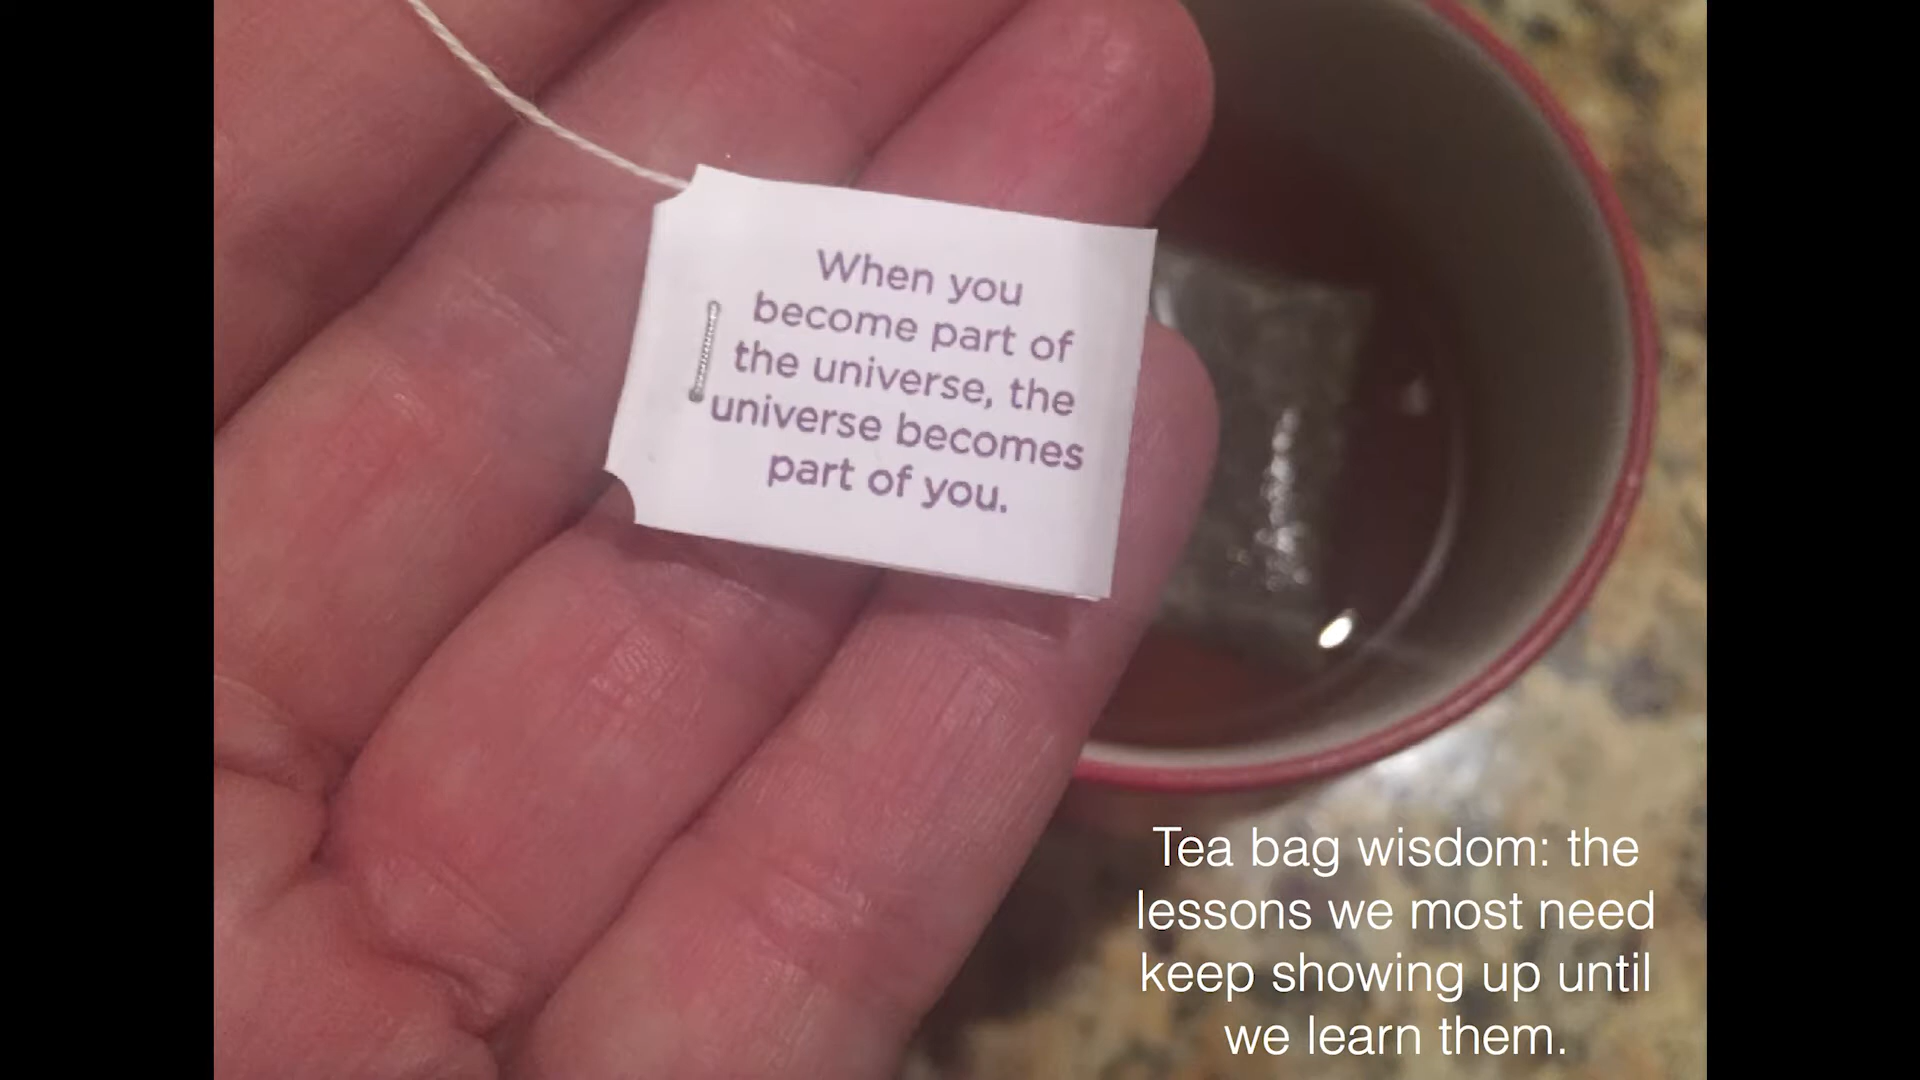 When you
become part of
the universe, the
universe becomes
part of you.
Tea bag wisdom: the
lessons we most need
keep showing up until
we learn them.